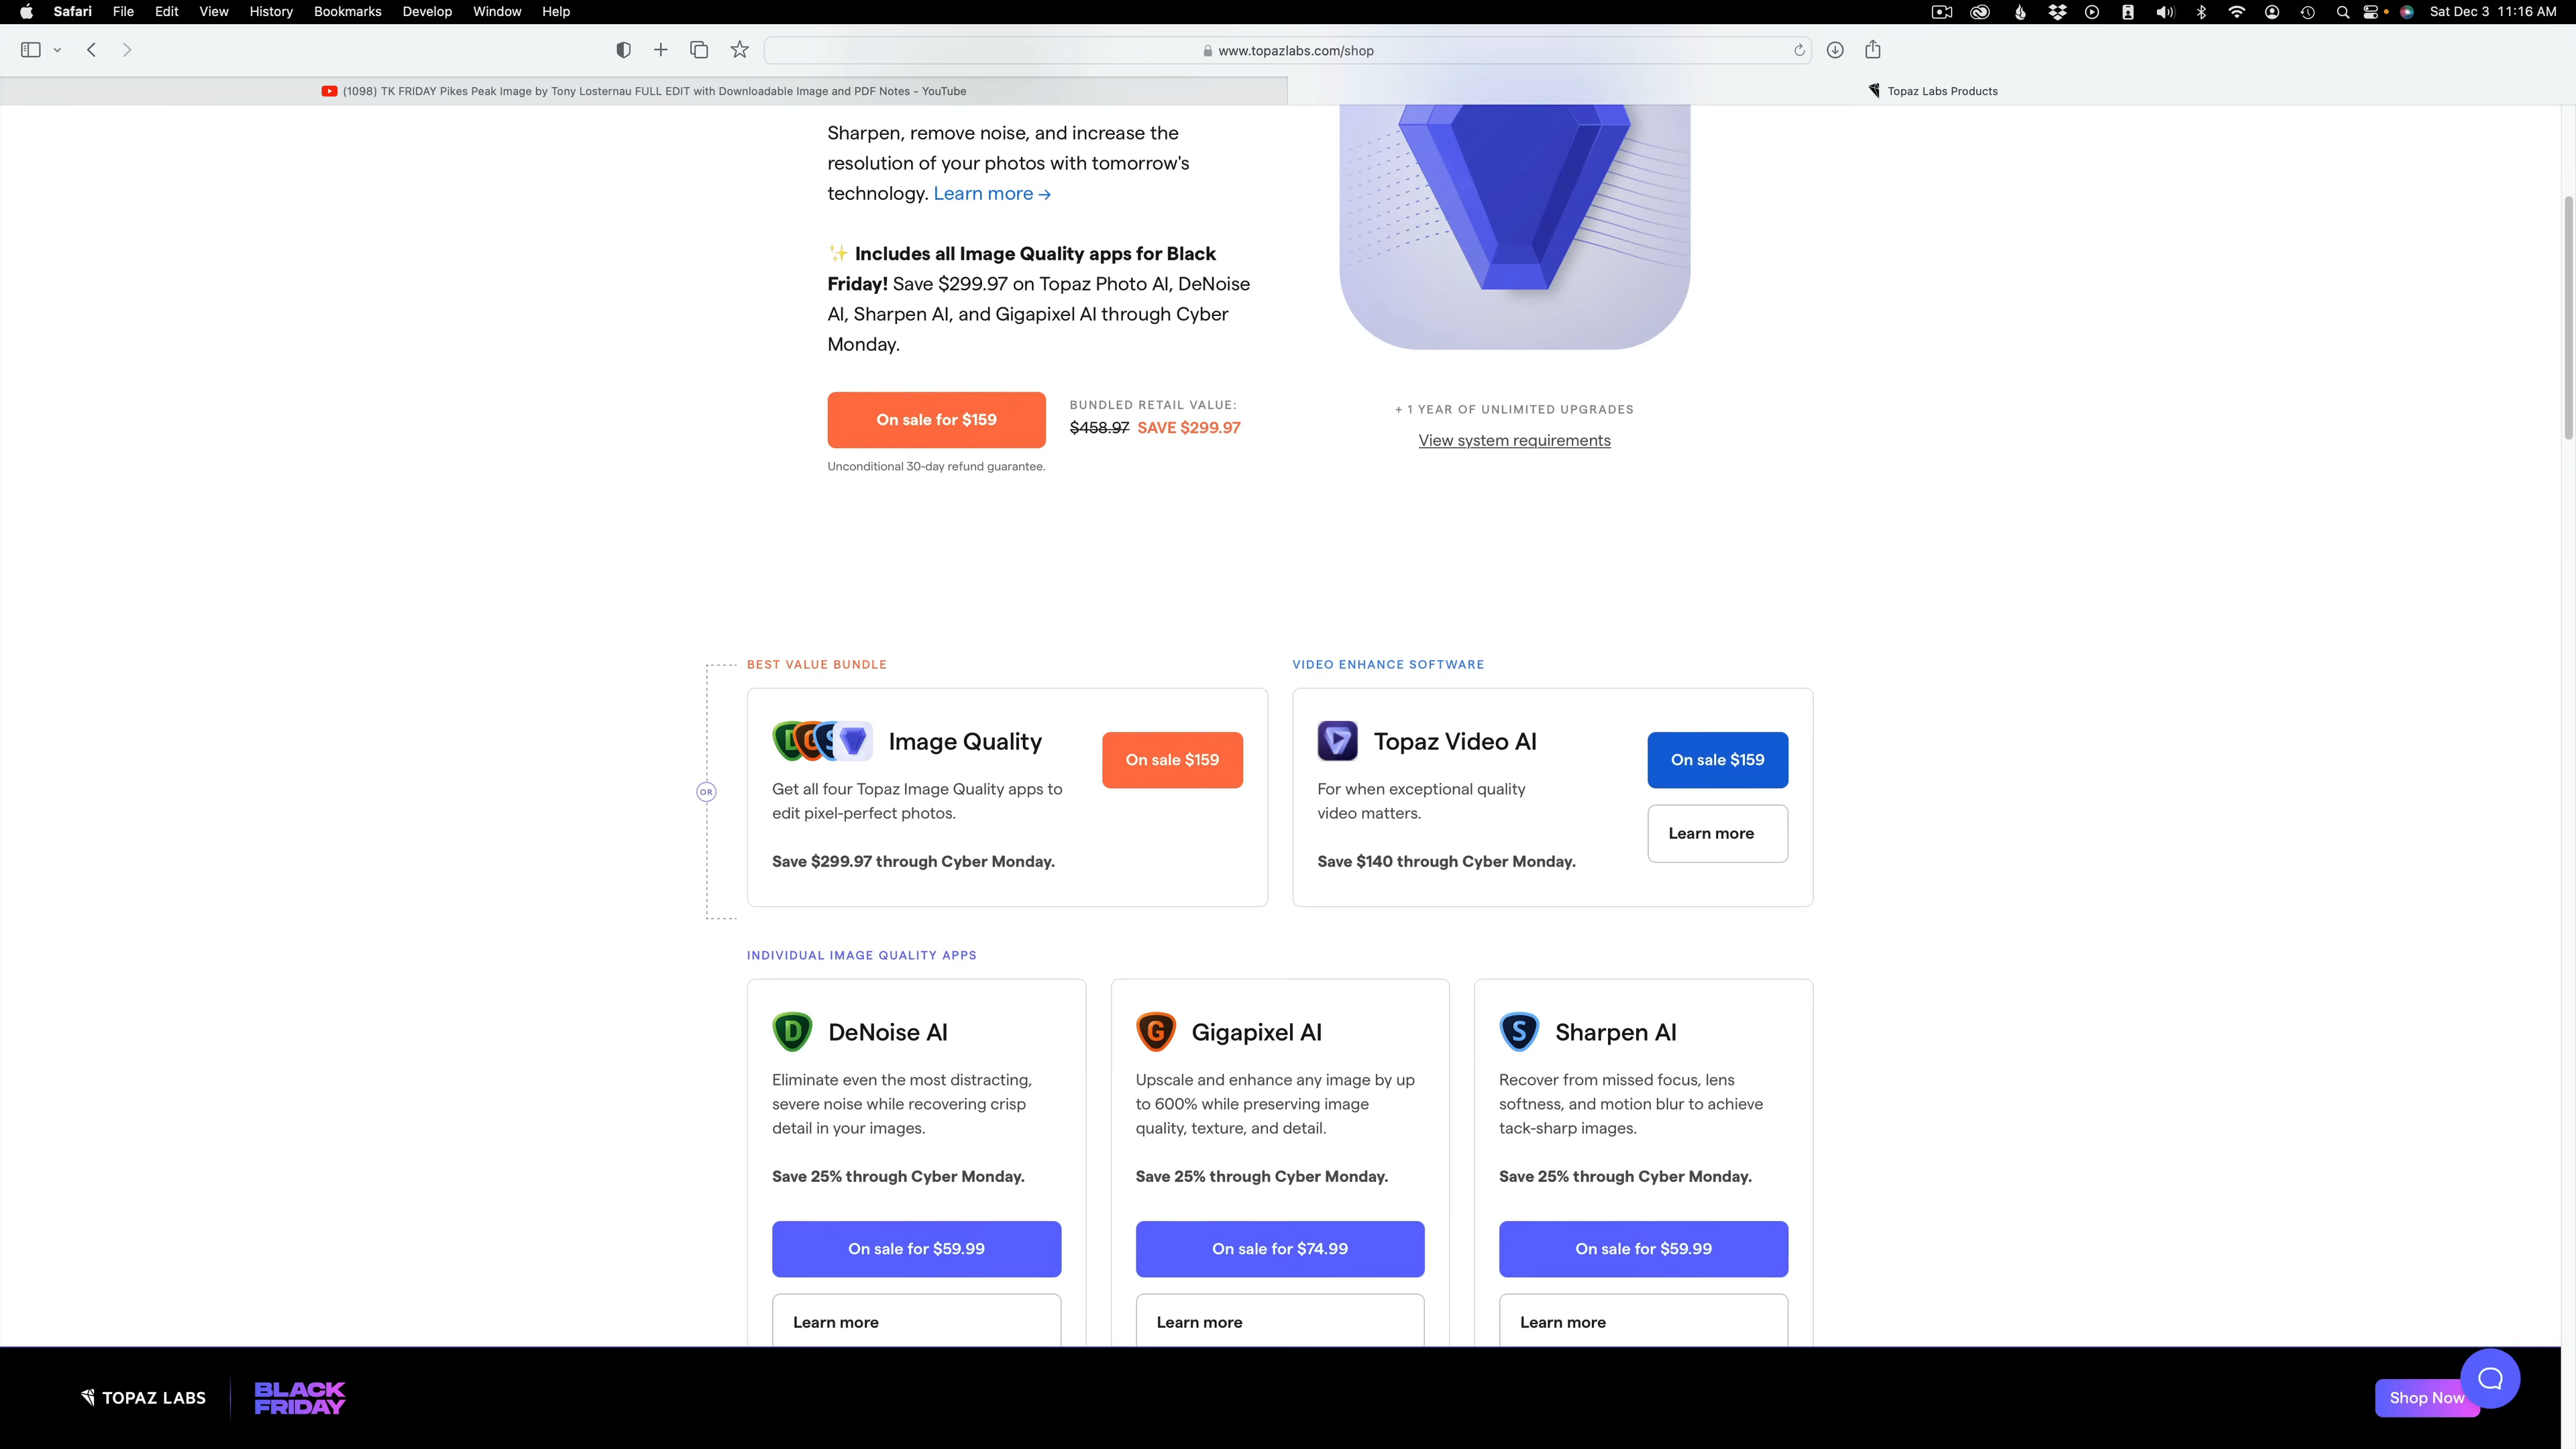 Safari File Edit View History Bookmarks Develop Window Help
Sat Dec 3 11:16 AM
www.topazlabs.com/shop
(1098) TK FRIDAY Pikes Peak Image by Tony Losternau FULL EDIT with Downloadable Image and PDF Notes - YouTube
Topaz Labs Products
Sharpen, remove noise, and increase the
resolution of your photos with tomorrow's
technology. Learn more →
✨ Includes all Image Quality apps for Black
Friday! Save $299.97 on Topaz Photo AI, DeNoise
AI, Sharpen AI, and Gigapixel AI through Cyber
Monday.
On sale for $159
BUNDLED RETAIL VALUE:
$458.97 SAVE $299.97
Unconditional 30-day refund guarantee.
+ 1 YEAR OF UNLIMITED UPGRADES
View system requirements
BEST VALUE BUNDLE
OR
Image Quality
On sale $159
Get all four Topaz Image Quality apps to
edit pixel-perfect photos.
Save $299.97 through Cyber Monday.
VIDEO ENHANCE SOFTWARE
Topaz Video AI
On sale $159
For when exceptional quality
video matters.
Learn more
Save $140 through Cyber Monday.
INDIVIDUAL IMAGE QUALITY APPS
D DeNoise AI
Eliminate even the most distracting,
severe noise while recovering crisp
detail in your images.
Save 25% through Cyber Monday.
On sale for $59.99
Learn more
G Gigapixel AI
Upscale and enhance any image by up
to 600% while preserving image
quality, texture, and detail.
Save 25% through Cyber Monday.
On sale for $74.99
Learn more
S Sharpen AI
Recover from missed focus, lens
softness, and motion blur to achieve
tack-sharp images.
Save 25% through Cyber Monday.
On sale for $59.99
Learn more
TOPAZ LABS
BLACK
FRIDAY
Shop Now